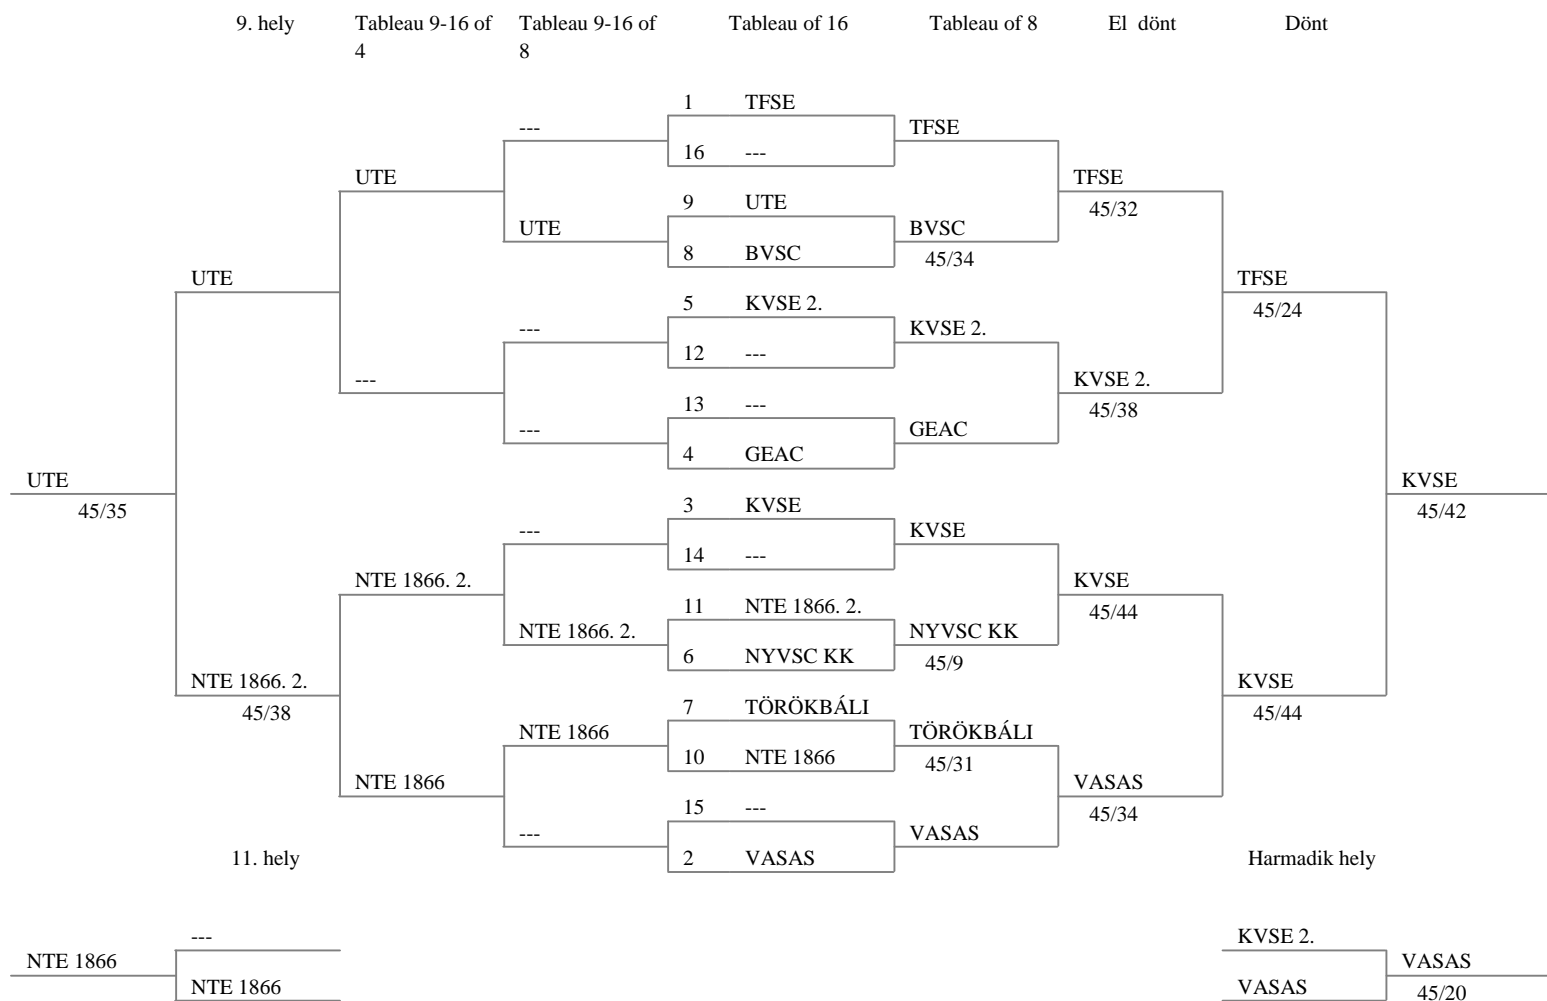 9. hely Tableau 9-16 of 4 Tableau 9-16 of 8 Tableau of 16 Tableau of 8 El dönt Dönt
1 TFSE
--- TFSE
16 ---
UTE TFSE
9 UTE 45/32
UTE BVSC
8 BVSC 45/34
UTE TFSE
5 KVSE 2. 45/24
--- KVSE 2.
12 ---
--- KVSE 2.
13 --- 45/38
--- GEAC
4 GEAC
UTE KVSE
45/35 3 KVSE 45/42
--- KVSE
14 ---
NTE 1866. 2. KVSE
11 NTE 1866. 2. 45/44
NTE 1866. 2. NYVSC KK
6 NYVSC KK 45/9
NTE 1866. 2. KVSE
45/38 7 TÖRÖKBÁLI 45/44
NTE 1866 TÖRÖKBÁLI
10 NTE 1866 45/31
NTE 1866 VASAS
15 --- 45/34
--- VASAS
11. hely 2 VASAS Harmadik hely
--- KVSE 2.
NTE 1866 VASAS
NTE 1866 VASAS 45/20